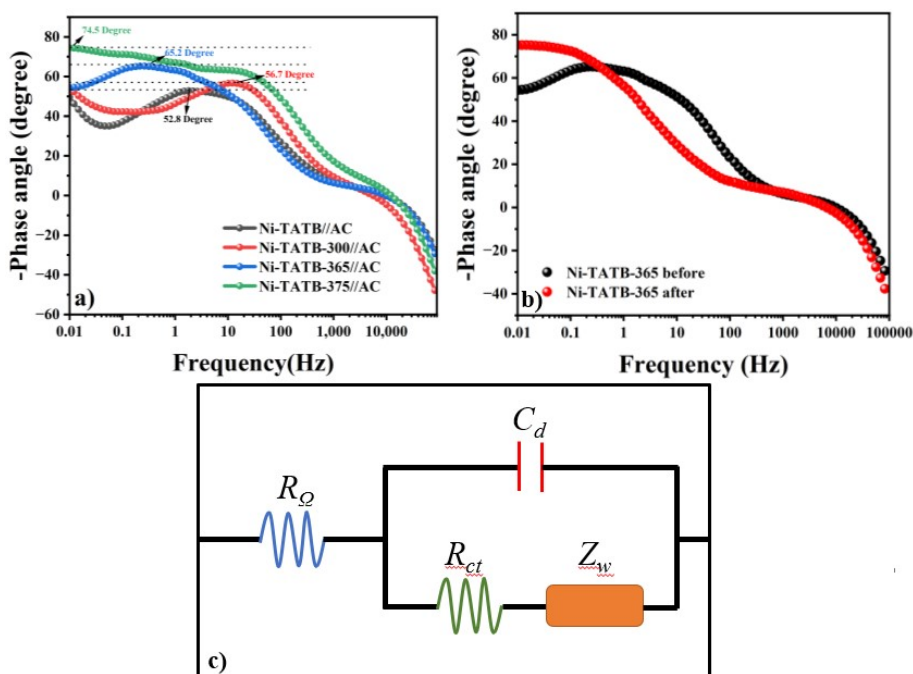 -Phase angle (degree)
80
60
40
20
0
−20
−40
−60
74.5 Degree
65.2 Degree
56.7 Degree
52.8 Degree
Ni-TATB//AC
Ni-TATB-300//AC
Ni-TATB-365//AC
Ni-TATB-375//AC
a)
0.01 0.1 1 10 100 1,000 10,000
Frequency(Hz)
-Phase angle (degree)
80
60
40
20
0
−20
−40
Ni-TATB-365 before
Ni-TATB-365 after
b)
0.01 0.1 1 10 100 1000 10000 100000
Frequency (Hz)
C_d
R_Ω
R_ct
Z_w
c)